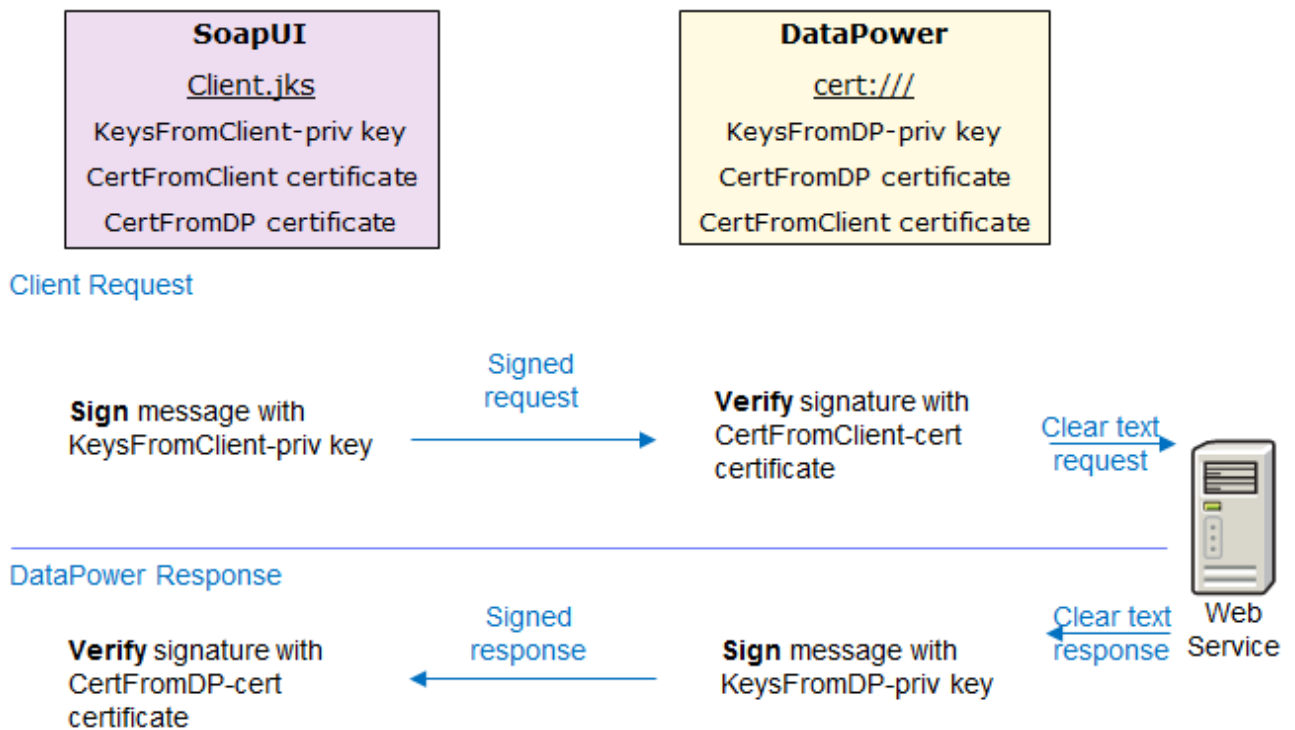 SoapUI
Client.jks
KeysFromClient-priv key
CertFromClient certificate
CertFromDP certificate
DataPower
cert:///
KeysFromDP-priv key
CertFromDP certificate
CertFromClient certificate
Client Request
Sign message with
KeysFromClient-priv key
Signed
request
Verify signature with
CertFromClient-cert
certificate
Clear text
request
DataPower Response
Verify signature with
CertFromDP-cert
certificate
Signed
response
Sign message with
KeysFromDP-priv key
Clear text
response
Web
Service